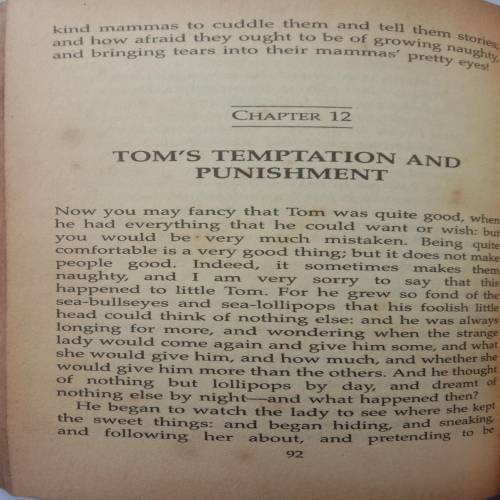 kind mammas to cuddle them and tell them stories,
and how afraid they ought to be of growing naughty,
and bringing tears into their mammas' pretty eyes!
CHAPTER 12
TOM'S TEMPTATION AND
PUNISHMENT
Now you may fancy that Tom was quite good, when
he had everything that he could want or wish: but
you would be very much mistaken. Being quite
comfortable is a very good thing; but it does not make
people good. Indeed, it sometimes makes them
naughty, and I am very sorry to say that this
happened to little Tom. For he grew so fond of the
sea-bullseyes and sea-lollipops that his foolish little
head could think of nothing else: and he was always
longing for more, and wondering when the strange
lady would come again and give him some, and what
she would give him, and how much, and whether she
would give him more than the others. And he thought
of nothing but lollipops by day, and dreamt of
nothing else by night—and what happened then?
He began to watch the lady to see where she kept
the sweet things: and began hiding, and sneaking,
and following her about, and pretending to be
92